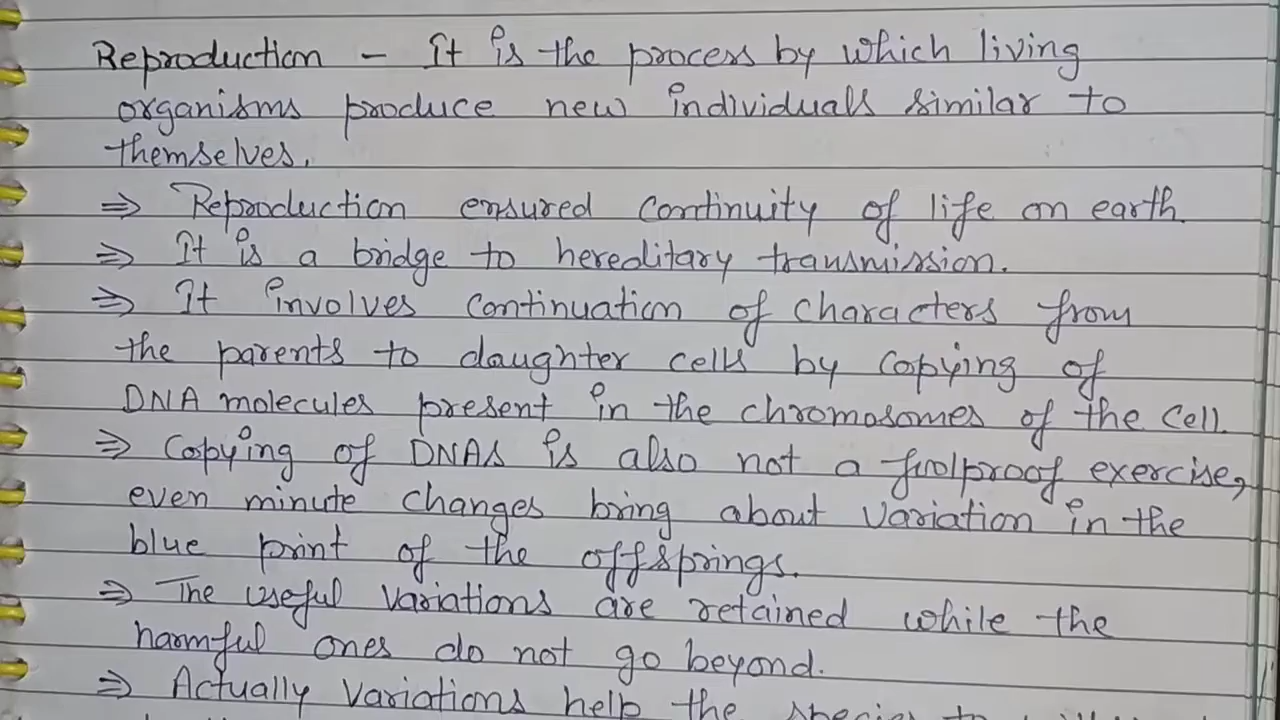 Reproduction - It is the process by which living
organisms produce new individuals similar to
themselves.
⇒ Reproduction ensured continuity of life on earth.
⇒ It is a bridge to hereditary transmission.
⇒ It involves continuation of characters from
the parents to daughter cells by copying of
DNA molecules present in the chromosomes of the cell.
⇒ Copying of DNAs is also not a foolproof exercise,
even minute changes bring about variation in the
blue print of the offsprings.
⇒ The useful variations are retained while the
harmful ones do not go beyond.
⇒ Actually variations help the species to